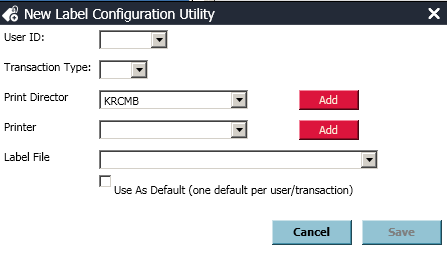 New Label Configuration Utility
User ID:
Transaction Type:
Print Director KRCMB Add
Printer Add
Label File
Use As Default (one default per user/transaction)
Cancel Save